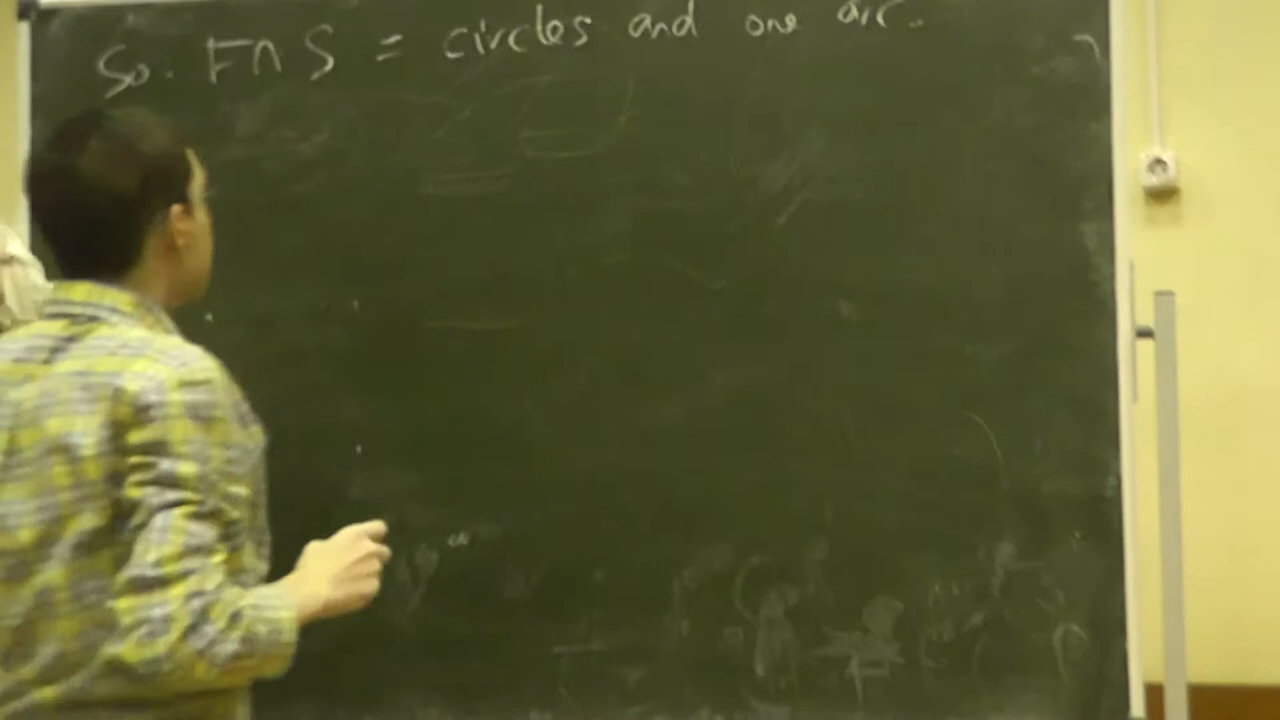 So. F∩S = circles and one arc.